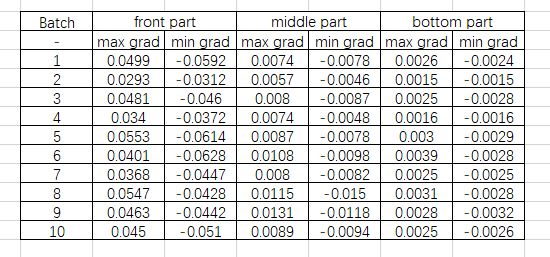 Batch front part middle part bottom part
- max grad min grad max grad min grad max grad min grad
1 0.0499 -0.0592 0.0074 -0.0078 0.0026 -0.0024
2 0.0293 -0.0312 0.0057 -0.0046 0.0015 -0.0015
3 0.0481 -0.046 0.008 -0.0087 0.0025 -0.0028
4 0.034 -0.0372 0.0074 -0.0048 0.0016 -0.0016
5 0.0553 -0.0614 0.0087 -0.0078 0.003 -0.0029
6 0.0401 -0.0628 0.0108 -0.0098 0.0039 -0.0028
7 0.0368 -0.0447 0.008 -0.0082 0.0025 -0.0025
8 0.0547 -0.0428 0.0115 -0.015 0.0031 -0.0028
9 0.0463 -0.0442 0.0131 -0.0118 0.0028 -0.0032
10 0.045 -0.051 0.0089 -0.0094 0.0025 -0.0026